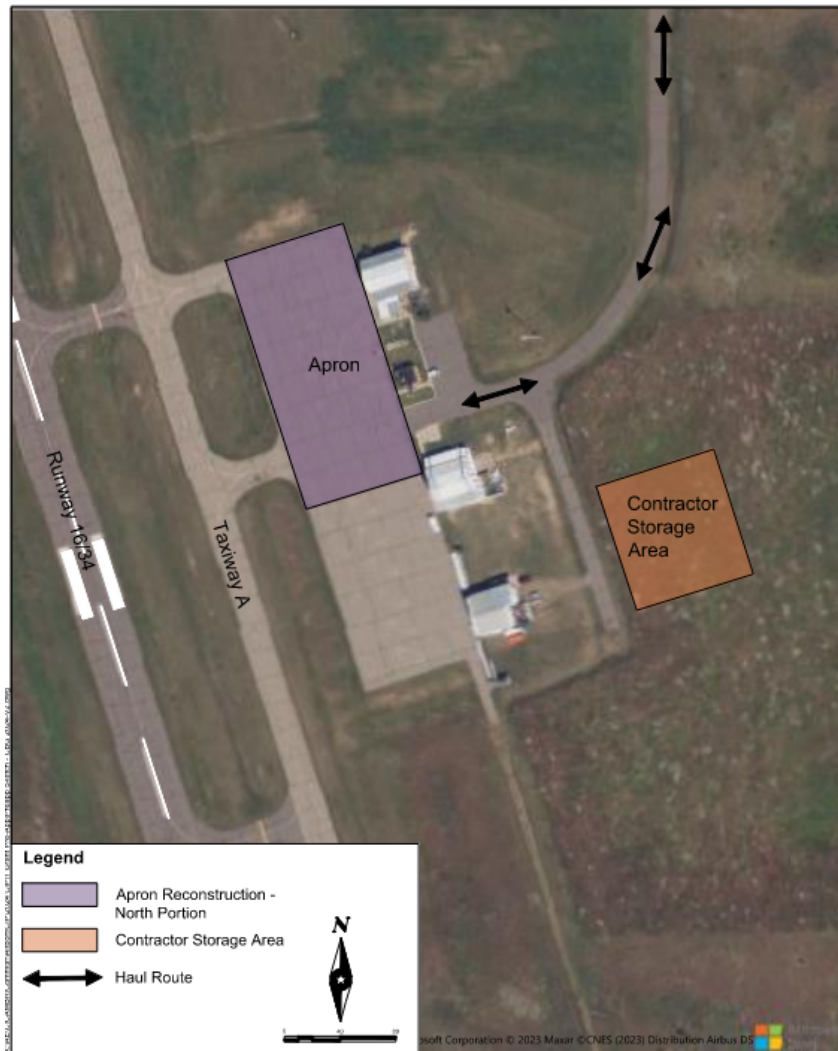 Apron
Contractor
Storage
Area
Runway 16/34
Taxiway A
Legend
Apron Reconstruction -
North Portion
Contractor Storage Area
Haul Route
N
soft Corporation © 2023 Maxar ©CNES (2023) Distribution Airbus DS